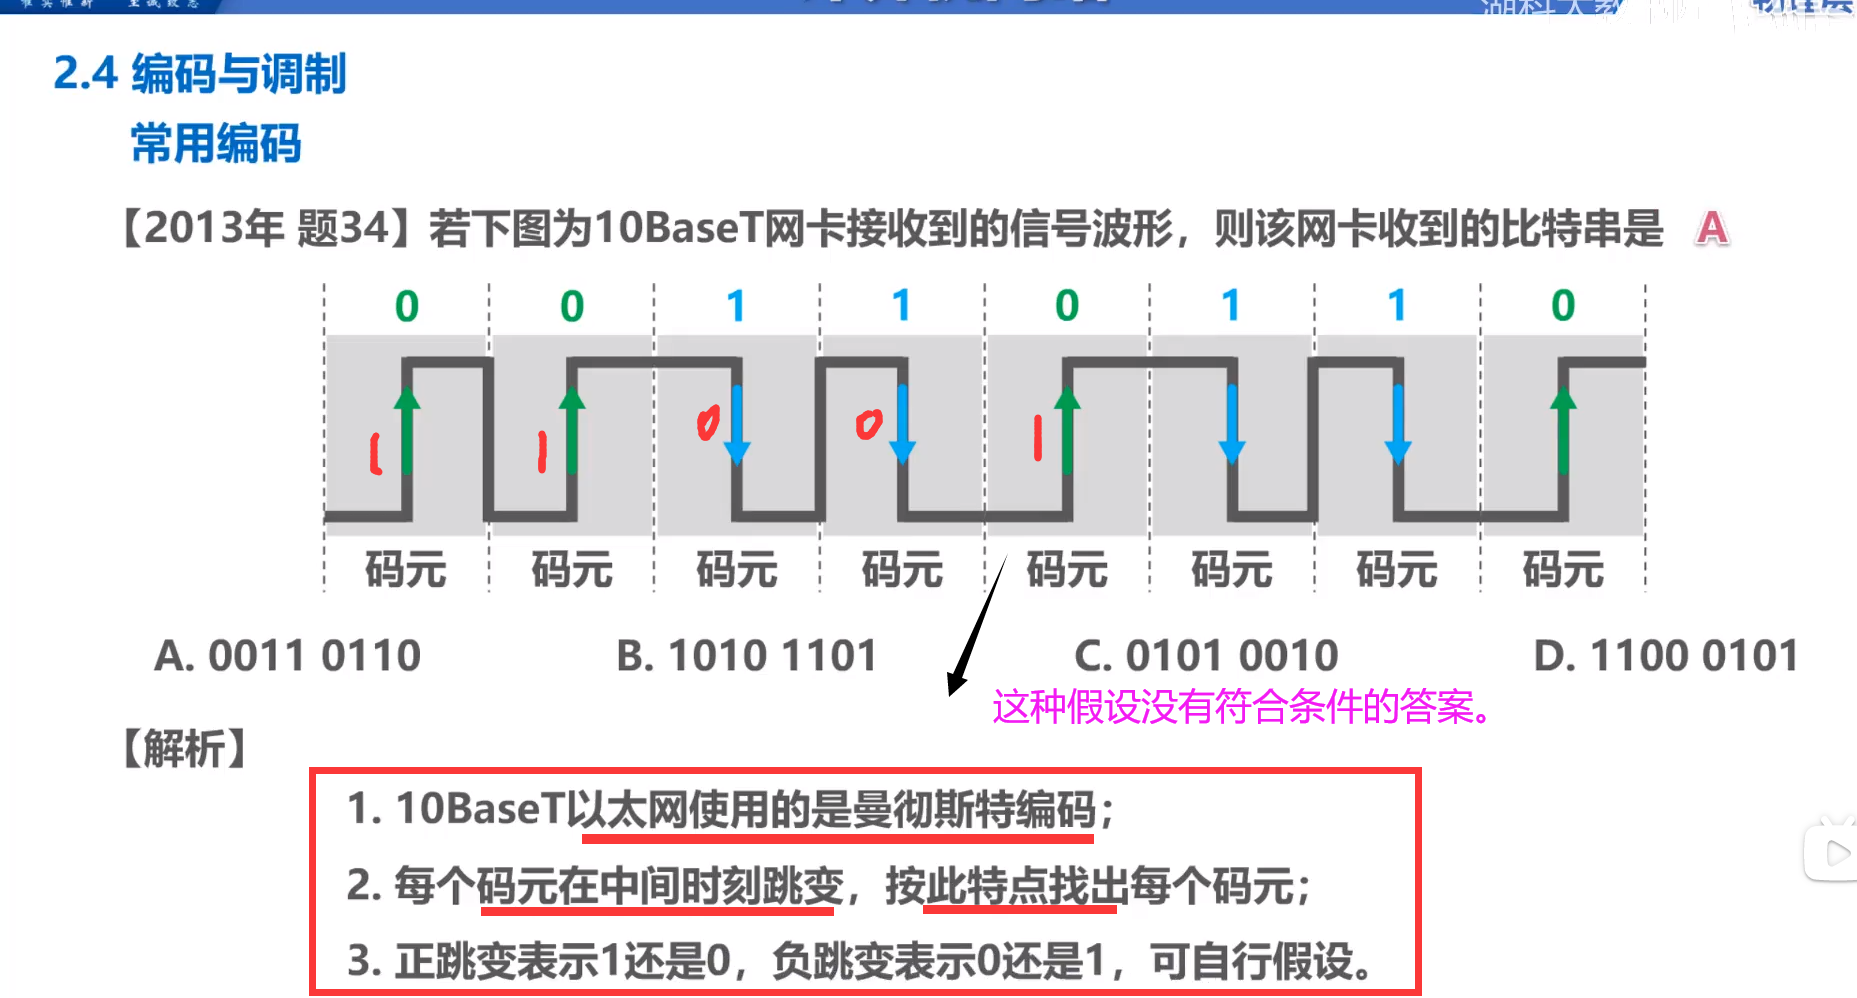 2.4 编码与调制
常用编码
【2013年 题34】若下图为10BaseT网卡接收到的信号波形，则该网卡收到的比特串是 A
0 0 1 1 0 1 1 0
1 1 0 0 1
码元 码元 码元 码元 码元 码元 码元 码元
A. 0011 0110 B. 1010 1101 C. 0101 0010 D. 1100 0101
这种假设没有符合条件的答案。
【解析】
1. 10BaseT以太网使用的是曼彻斯特编码；
2. 每个码元在中间时刻跳变，按此特点找出每个码元；
3. 正跳变表示1还是0，负跳变表示0还是1，可自行假设。